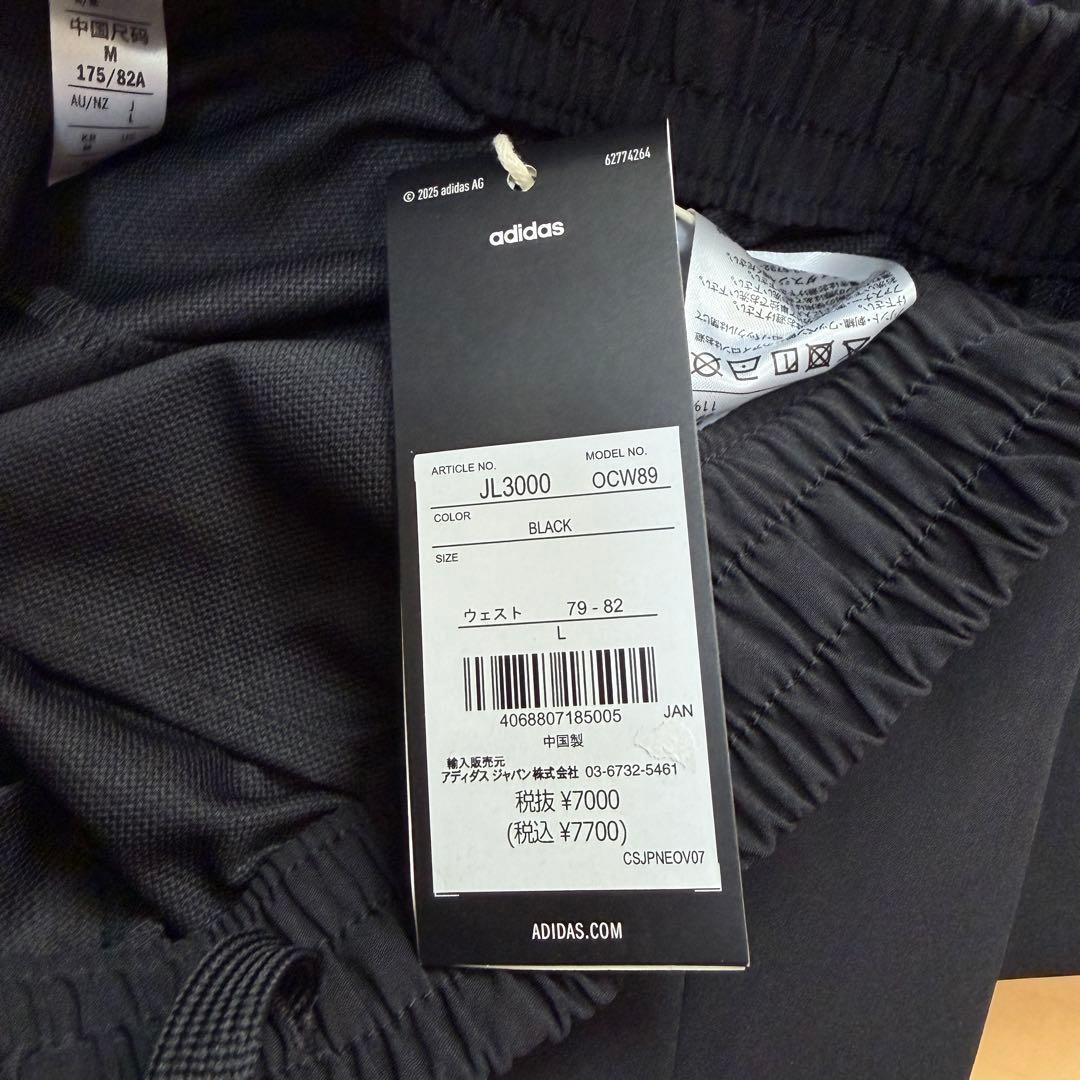 中国尺码
M
175/82A
AU/NZ
J
L
KR
© 2025 adidas AG
62774264
adidas
ARTICLE NO.
MODEL NO.
JL3000
OCW89
COLOR
BLACK
SIZE
ウェスト 79 - 82
L
4068807185005
JAN
中国製
輸入販売元
アディダス ジャパン株式会社 03-6732-5461
税抜 ¥7000
(税込 ¥7700)
CSJPNEOV07
ADIDAS.COM